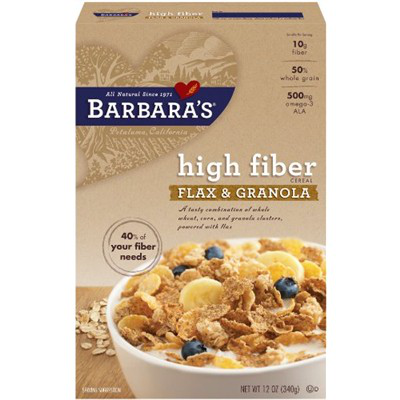 high fiber
10g
fiber
50%
whole grain
500mg
omega-3
ALA
All Natural Since 1971
BARBARA'S®
Petaluma, California
high fiber
CEREAL
FLAX & GRANOLA
A tasty combination of whole
wheat, corn, and granola clusters,
powered with flax
40% of
your fiber
needs
SERVING SUGGESTION
NET WT 12 OZ (340g)